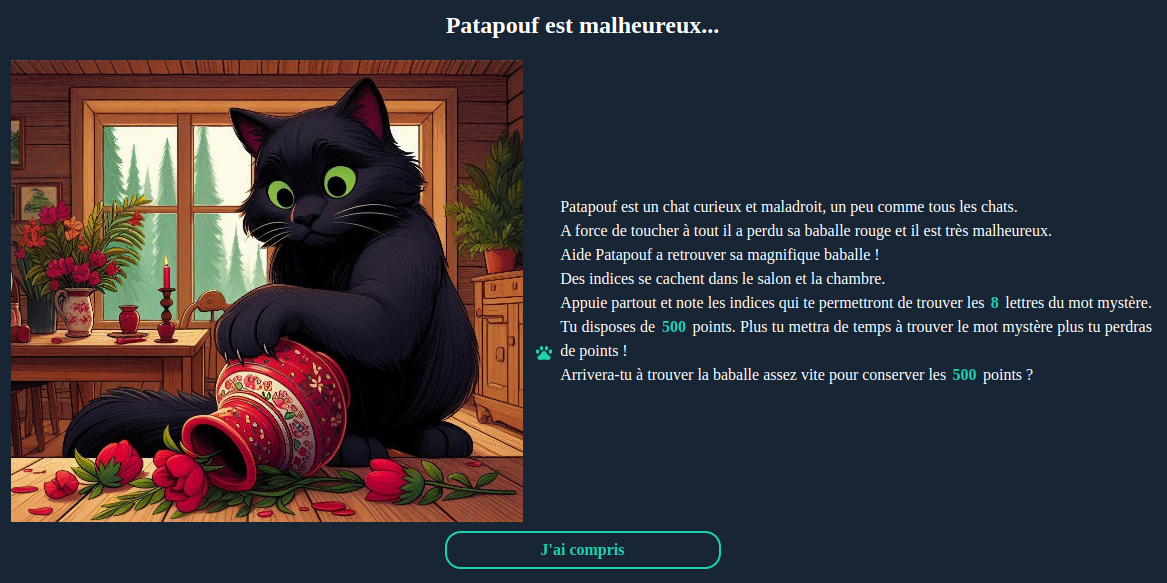 Patapouf est malheureux...
Patapouf est un chat curieux et maladroit, un peu comme tous les chats.
A force de toucher à tout il a perdu sa baballe rouge et il est très malheureux.
Aide Patapouf a retrouver sa magnifique baballe !
Des indices se cachent dans le salon et la chambre.
Appuie partout et note les indices qui te permettront de trouver les 8 lettres du mot mystère.
Tu disposes de 500 points. Plus tu mettra de temps à trouver le mot mystère plus tu perdras
de points !
Arrivera-tu à trouver la baballe assez vite pour conserver les 500 points ?
J'ai compris